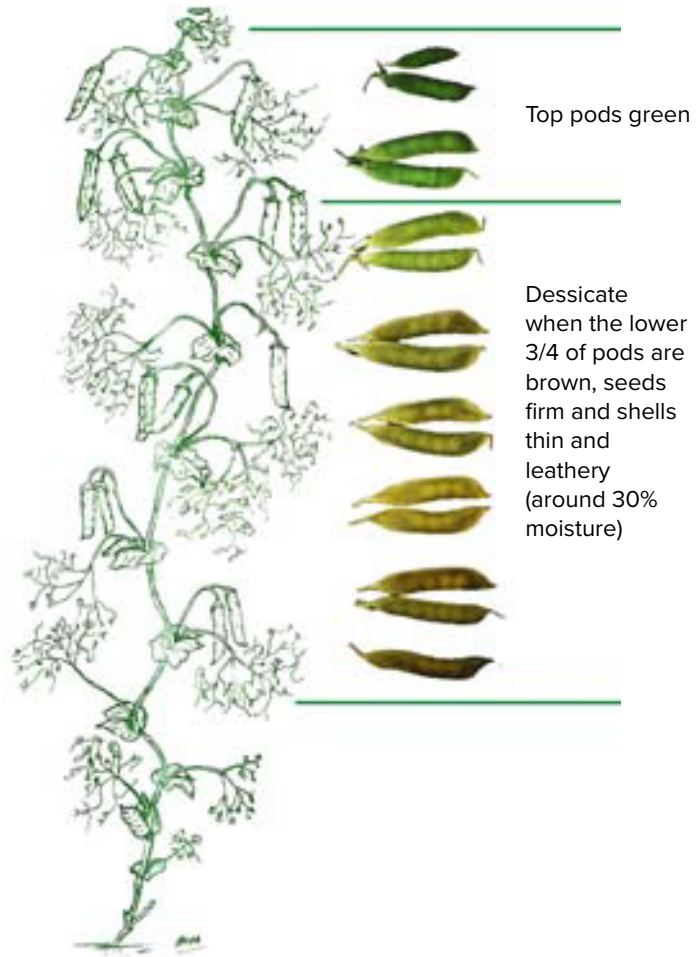 Top pods green
Dessicate
when the lower
3/4 of pods are
brown, seeds
firm and shells
thin and
leathery
(around 30%
moisture)